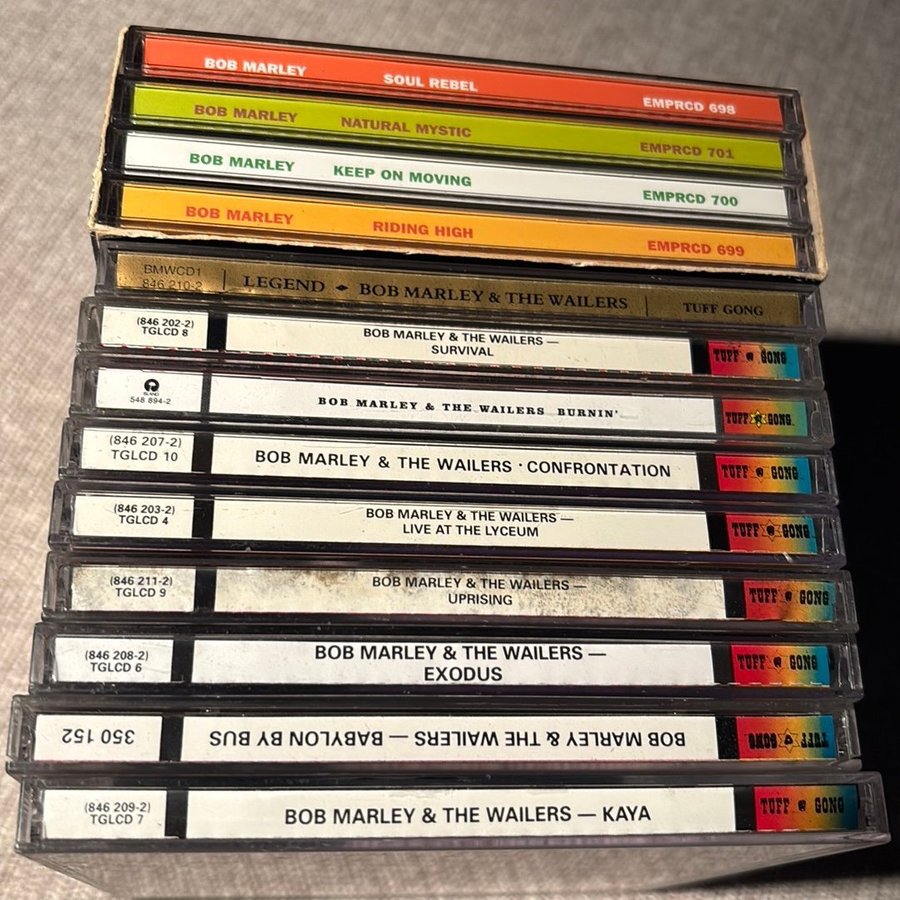 BOB MARLEY SOUL REBEL EMPRCD 698
BOB MARLEY NATURAL MYSTIC EMPRCD 701
BOB MARLEY KEEP ON MOVING EMPRCD 700
BOB MARLEY RIDING HIGH EMPRCD 699
BMWCD1
846 210-2
LEGEND BOB MARLEY & THE WAILERS TUFF GONG
(846 202-2)
TGLCD 8
BOB MARLEY & THE WAILERS —
SURVIVAL
TUFF GONG
ISLAND
548 894-2
BOB MARLEY & THE WAILERS BURNIN'
TUFF GONG
(846 207-2)
TGLCD 10
BOB MARLEY & THE WAILERS · CONFRONTATION
TUFF GONG
(846 203-2)
TGLCD 4
BOB MARLEY & THE WAILERS —
LIVE AT THE LYCEUM
TUFF GONG
(846 211-2)
TGLCD 9
BOB MARLEY & THE WAILERS —
UPRISING
TUFF GONG
(846 208-2)
TGLCD 6
BOB MARLEY & THE WAILERS —
EXODUS
TUFF GONG
350 152
BOB MARLEY & THE WAILERS — BABYLON BY BUS
TUFF GONG
(846 209-2)
TGLCD 7
BOB MARLEY & THE WAILERS — KAYA
TUFF GONG